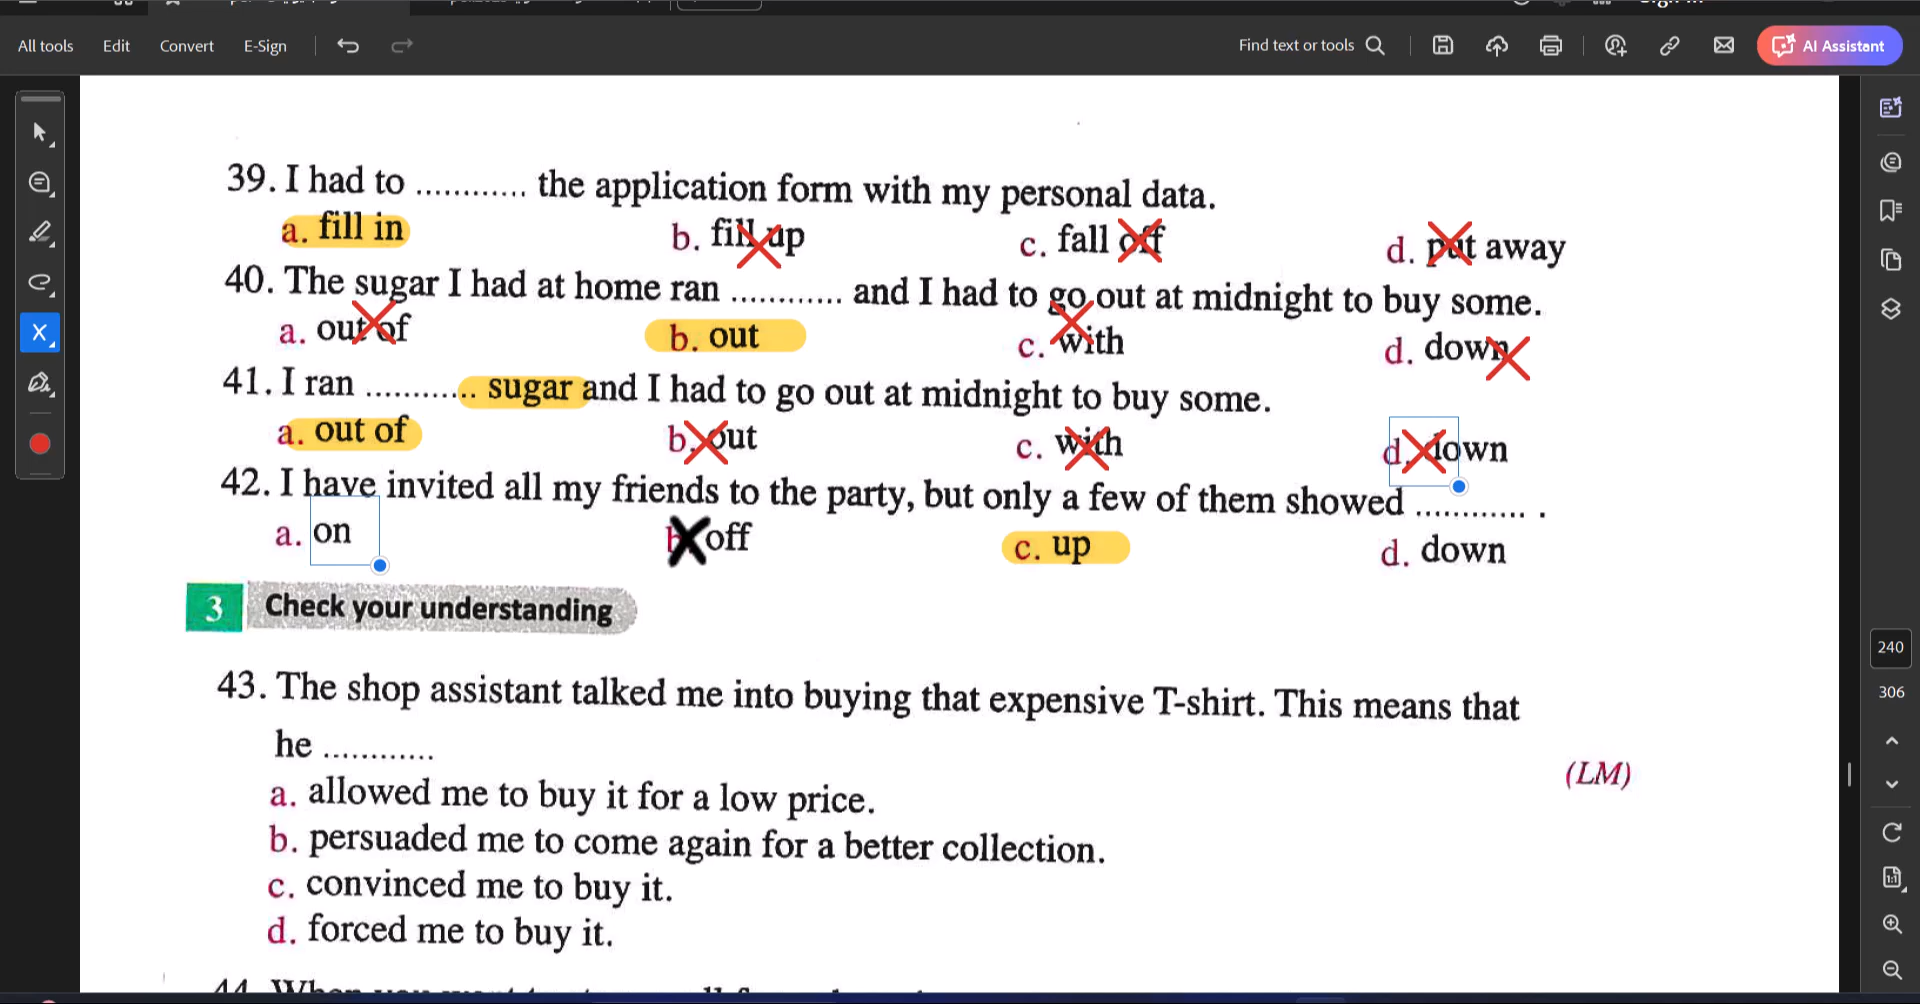 All tools Edit Convert E-Sign Find text or tools AI Assistant
39. I had to ............ the application form with my personal data.
a. fill in b. fill up c. fall off d. put away
40. The sugar I had at home ran ............ and I had to go out at midnight to buy some.
a. out of b. out c. with d. down
41. I ran ............ sugar and I had to go out at midnight to buy some.
a. out of b. out c. with d. down
42. I have invited all my friends to the party, but only a few of them showed ............ .
a. on b. off c. up d. down
3 Check your understanding
240
306
43. The shop assistant talked me into buying that expensive T-shirt. This means that
he ............
(LM)
a. allowed me to buy it for a low price.
b. persuaded me to come again for a better collection.
c. convinced me to buy it.
d. forced me to buy it.